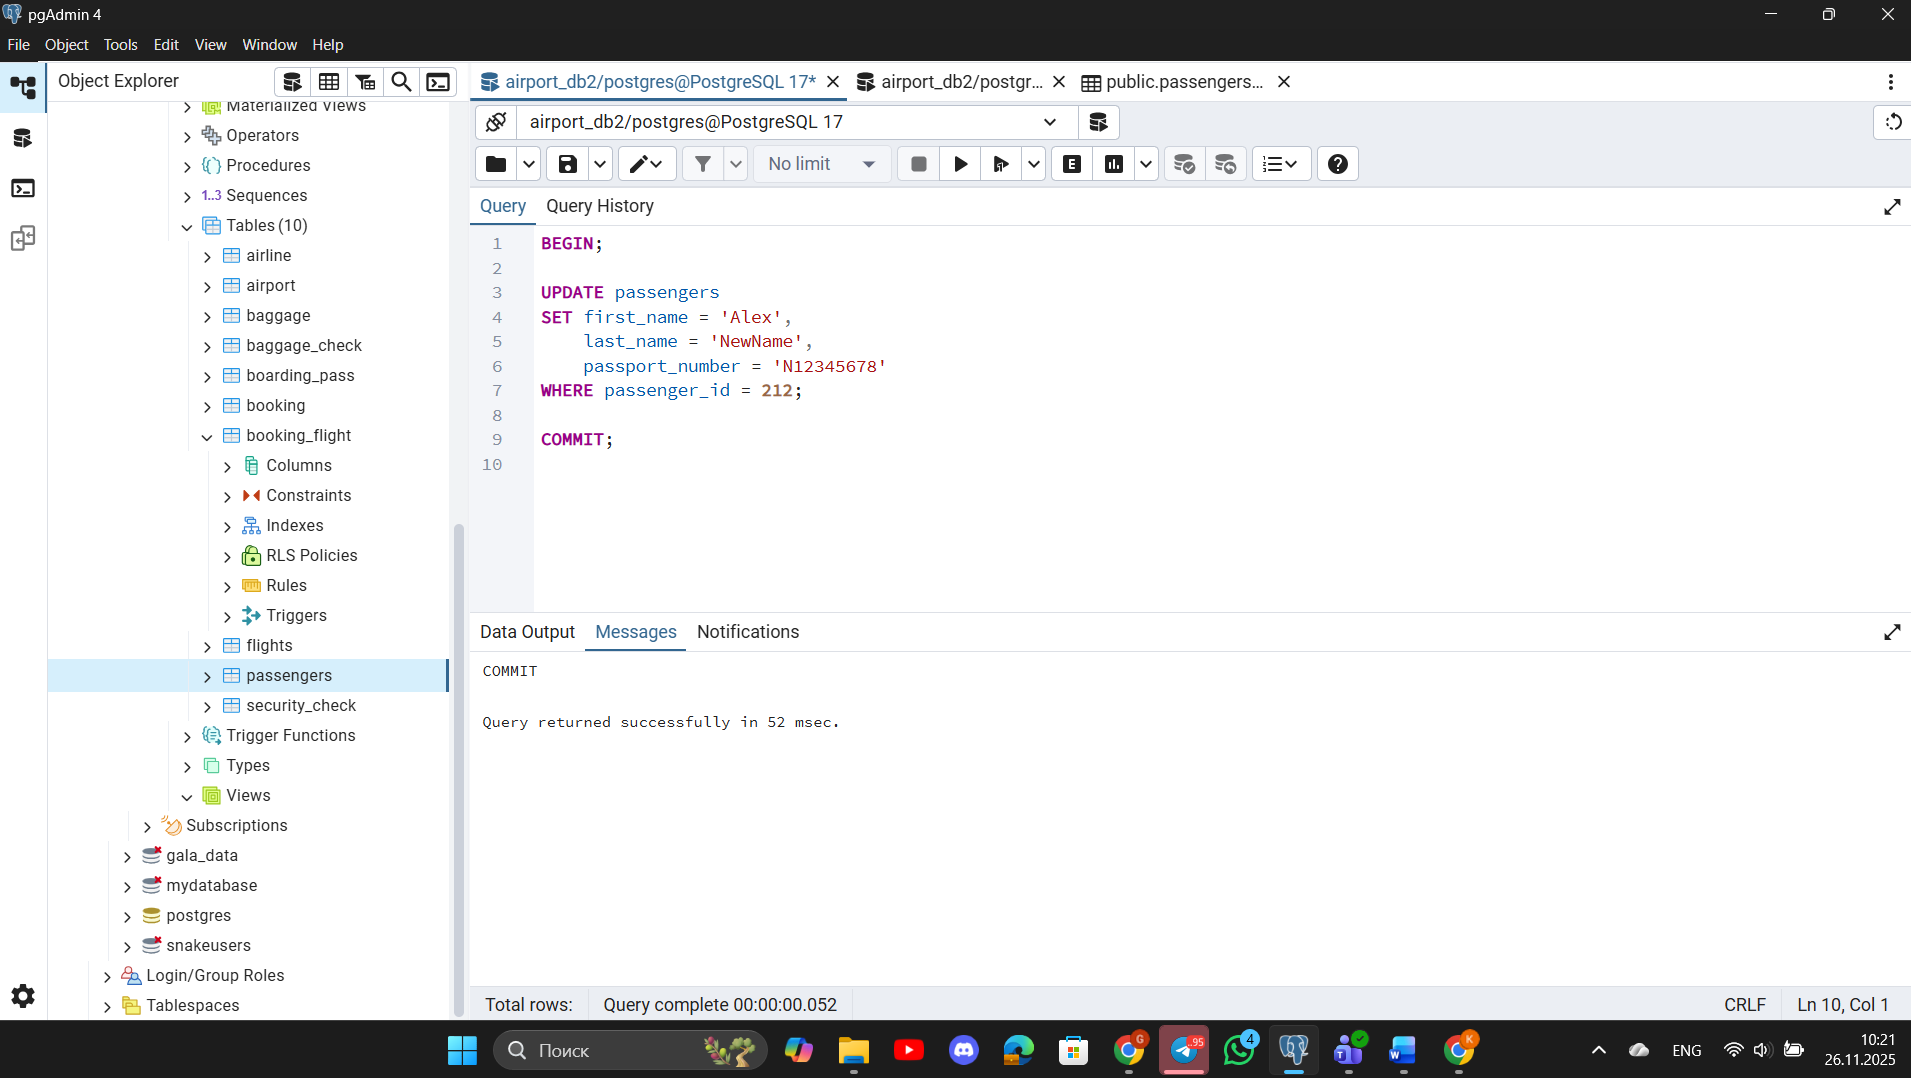 pgAdmin 4
File Object Tools Edit View Window Help
Object Explorer
airport_db2/postgres@PostgreSQL 17*
airport_db2/postgr...
public.passengers...
airport_db2/postgres@PostgreSQL 17
No limit
E
Query Query History
Materialized Views
Operators
Procedures
1..3 Sequences
Tables (10)
airline
airport
baggage
baggage_check
boarding_pass
booking
booking_flight
Columns
Constraints
Indexes
RLS Policies
Rules
Triggers
flights
passengers
security_check
Trigger Functions
Types
Views
Subscriptions
gala_data
mydatabase
postgres
snakeusers
Login/Group Roles
Tablespaces
1 BEGIN;
2
3 UPDATE passengers
4 SET first_name = 'Alex',
5 last_name = 'NewName',
6 passport_number = 'N12345678'
7 WHERE passenger_id = 212;
8
9 COMMIT;
10
Data Output Messages Notifications
COMMIT
Query returned successfully in 52 msec.
Total rows: Query complete 00:00:00.052
CRLF Ln 10, Col 1
Поиск
G
.95
4
T
W
K
ENG
10:21
26.11.2025